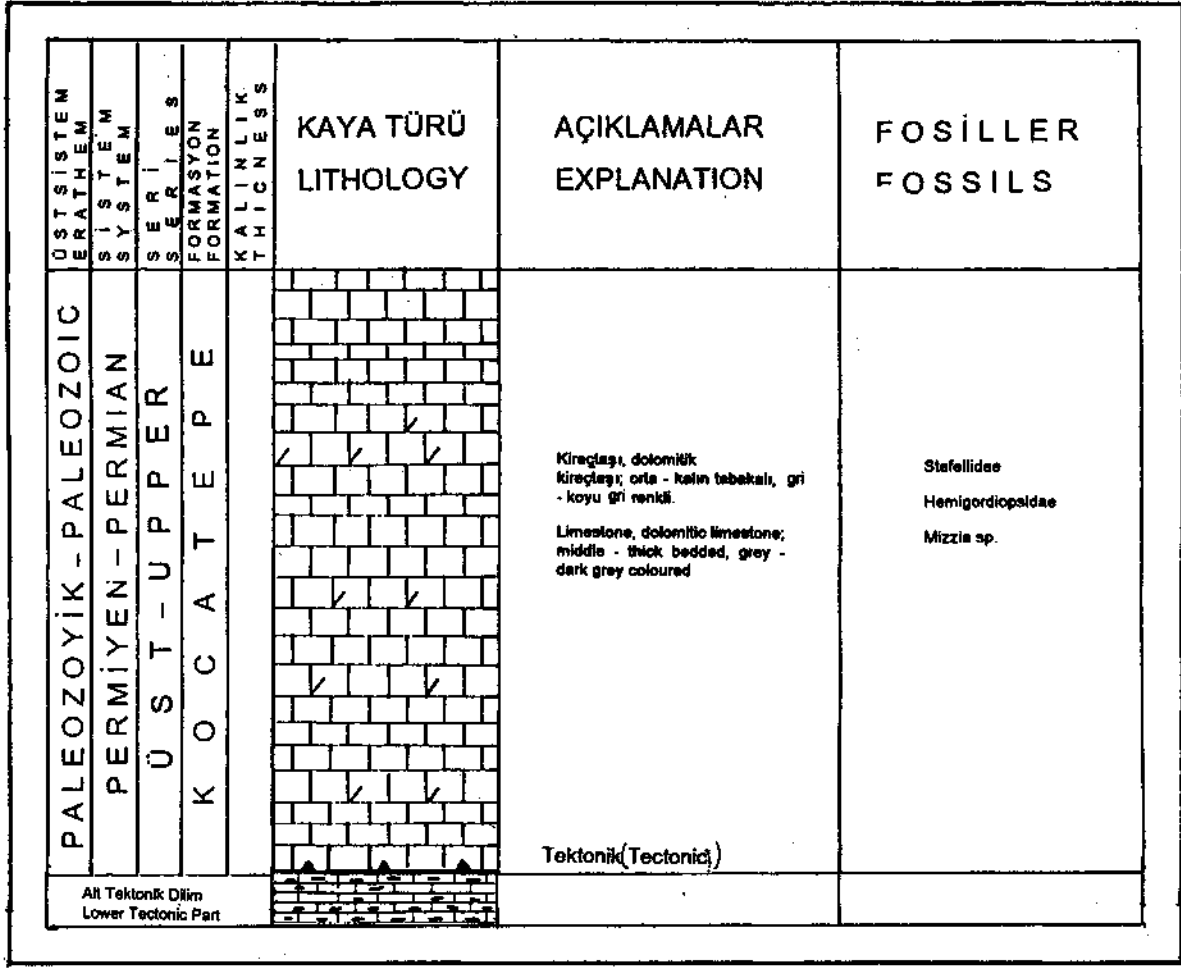 ÜST SİSTEM
ERATHEM
SİSTEM
SYSTEM
SERİ
SERİES
FORMASYON
FORMATION
KALINLIK
THICNESS
KAYA TÜRÜ
LITHOLOGY
AÇIKLAMALAR
EXPLANATION
FOSİLLER
FOSSILS
PALEOZOYİK-PALEOZOIC
PERMİYEN-PERMIAN
ÜST-UPPER
KOCATEPE
Kireçtaşı, dolomitik
kireçtaşı; orta - kalın tabakalı, gri
- koyu gri renkli.
Limestone, dolomitic limestone;
middle - thick bedded, grey -
dark grey coloured
Stafellidae
Hemigordiopsidae
Mizzia sp.
Tektonik(Tectonic)
Alt Tektonik Dilim
Lower Tectonic Part